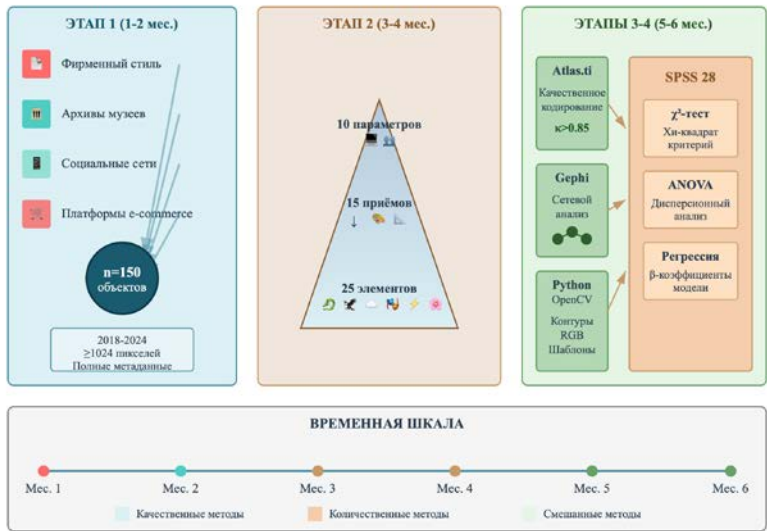 ЭТАП 1 (1-2 мес.)
Фирменный стиль
Архивы музеев
Социальные сети
Платформы e-commerce
n=150
объектов
2018-2024
≥1024 пикселей
Полные метаданные
ЭТАП 2 (3-4 мес.)
10 параметров
15 приёмов
25 элементов
ЭТАПЫ 3-4 (5-6 мес.)
Atlas.ti
Качественное
кодирование
κ>0.85
Gephi
Сетевой
анализ
Python
OpenCV
Контуры
RGB
Шаблоны
SPSS 28
χ²-тест
Хи-квадрат
критерий
ANOVA
Дисперсионный
анализ
Регрессия
β-коэффициенты
модели
ВРЕМЕННАЯ ШКАЛА
Мес. 1 Мес. 2 Мес. 3 Мес. 4 Мес. 5 Мес. 6
Качественные методы Количественные методы Смешанные методы